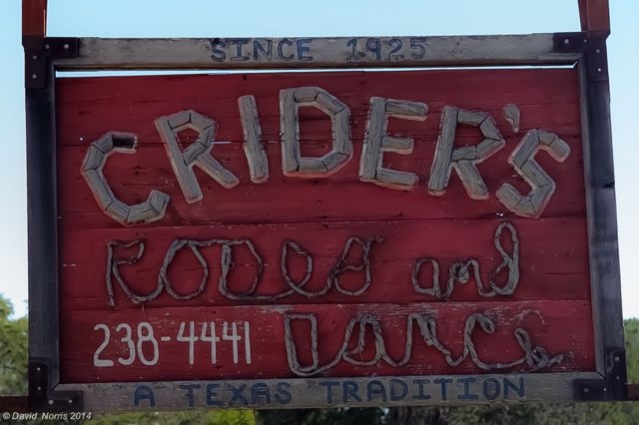 SINCE 1925
CRIDER'S
Rodeo and
238-4441 Dance
A TEXAS TRADITION
© David Norris 2014